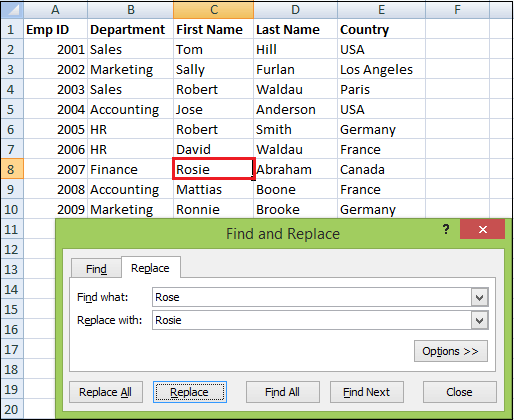 A B C D E F G
1 Emp ID Department First Name Last Name Country
2 2001 Sales Tom Hill USA
3 2002 Marketing Sally Furlan Los Angeles
4 2003 Sales Robert Waldau Paris
5 2004 Accounting Jose Anderson USA
6 2005 HR Robert Smith Germany
7 2006 HR David Waldau France
8 2007 Finance Rosie Abraham Canada
9 2008 Accounting Mattias Boone France
10 2009 Marketing Ronnie Brooke Germany
11
12 Find and Replace ?
13 Find Replace
14 Find what: Rose
15
16 Replace with: Rosie
17 Options >>
18
19 Replace All Replace Find All Find Next Close
20